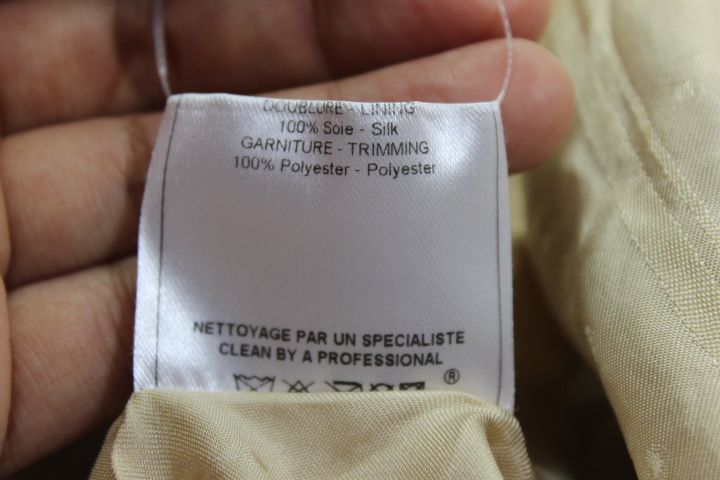 DOUBLURE - LINING
100% Soie - Silk
GARNITURE - TRIMMING
100% Polyester - Polyester
NETTOYAGE PAR UN SPECIALISTE
CLEAN BY A PROFESSIONAL
®